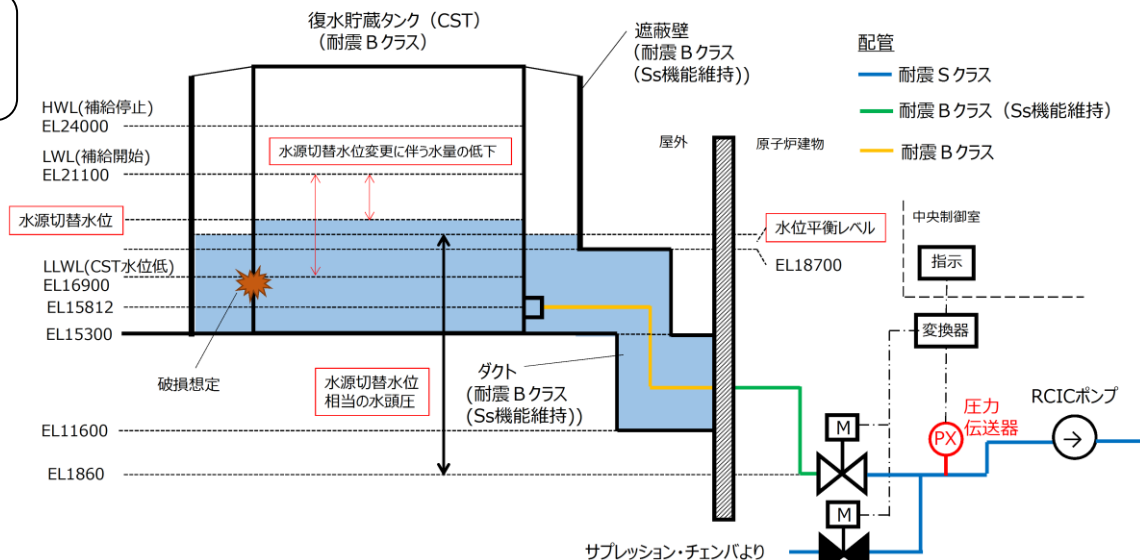 復水貯蔵タンク（CST）
（耐震Ｂクラス）
遮蔽壁
(耐震Ｂクラス
(Ss機能維持))
配管
耐震Ｓクラス
耐震Ｂクラス（Ss機能維持）
耐震Ｂクラス
HWL(補給停止)
EL24000
LWL(補給開始)
EL21100
水源切替水位変更に伴う水量の低下
屋外
原子炉建物
水源切替水位
水位平衡レベル
中央制御室
LLWL(CST水位低)
EL16900
EL18700
指示
EL15812
変換器
EL15300
破損想定
水源切替水位
相当の水頭圧
ダクト
(耐震Ｂクラス
(Ss機能維持))
圧力
伝送器
RCICポンプ
M
PX
EL11600
EL1860
M
サプレッション・チェンバより